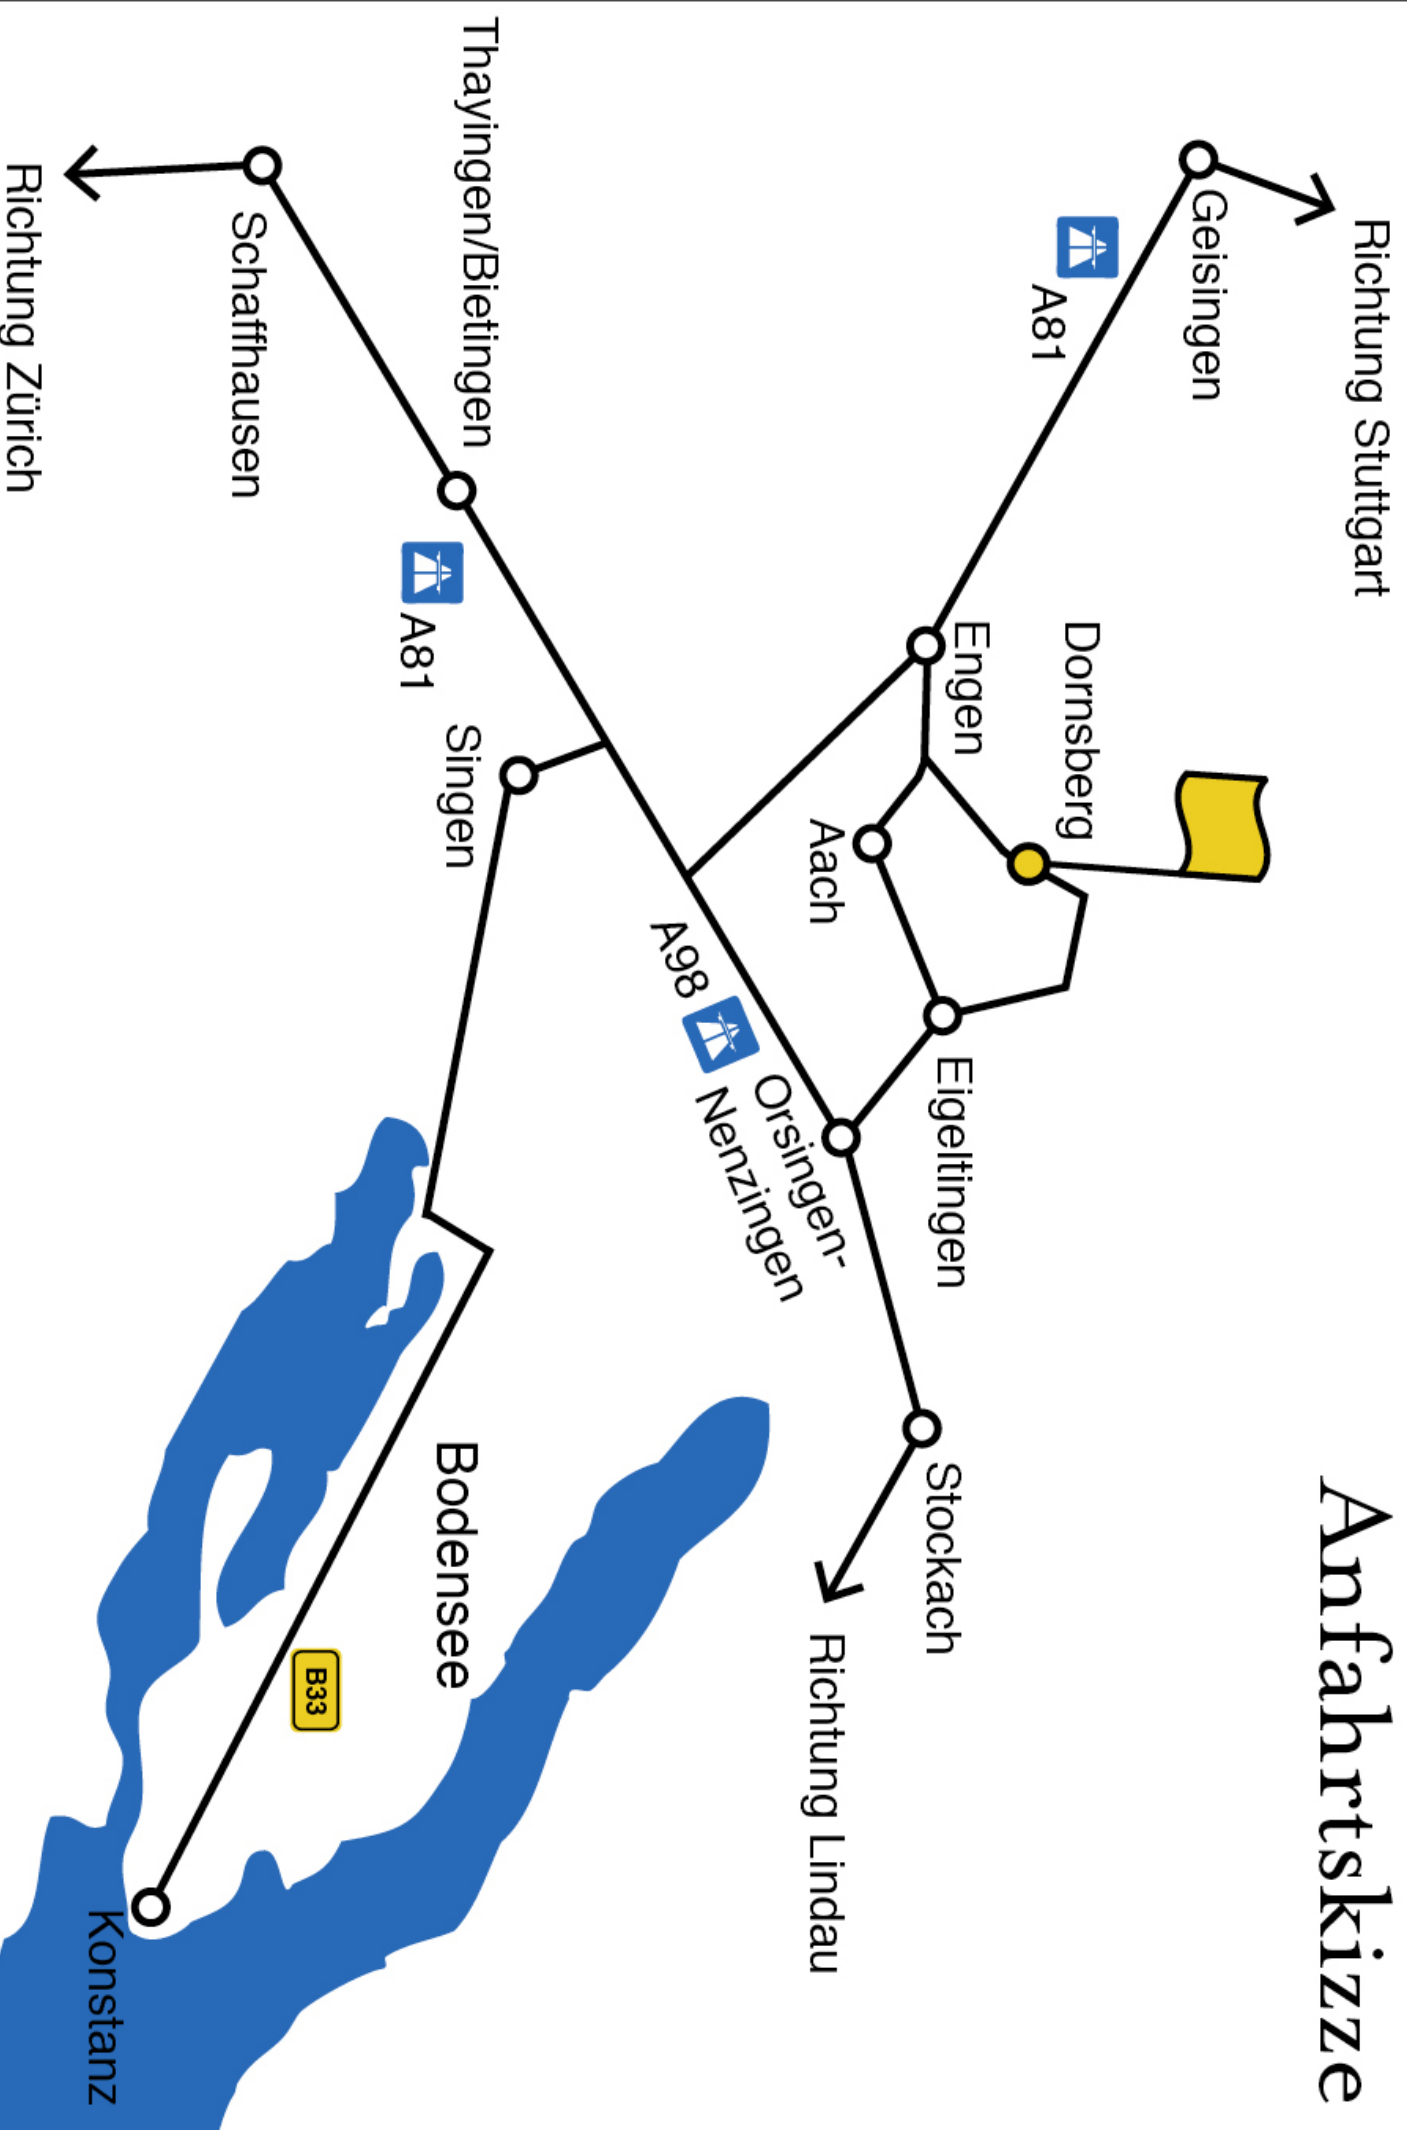 Anfahrtskizze
Richtung Stuttgart
Geisingen
A81
Dornsberg
Engen
Aach
Eigeltingen
Stockach
Richtung Lindau
Orsingen-
Nenzingen
A98
Thayingen/Bietingen
A81
Singen
Bodensee
B33
Schaffhausen
Konstanz
Richtung Zürich